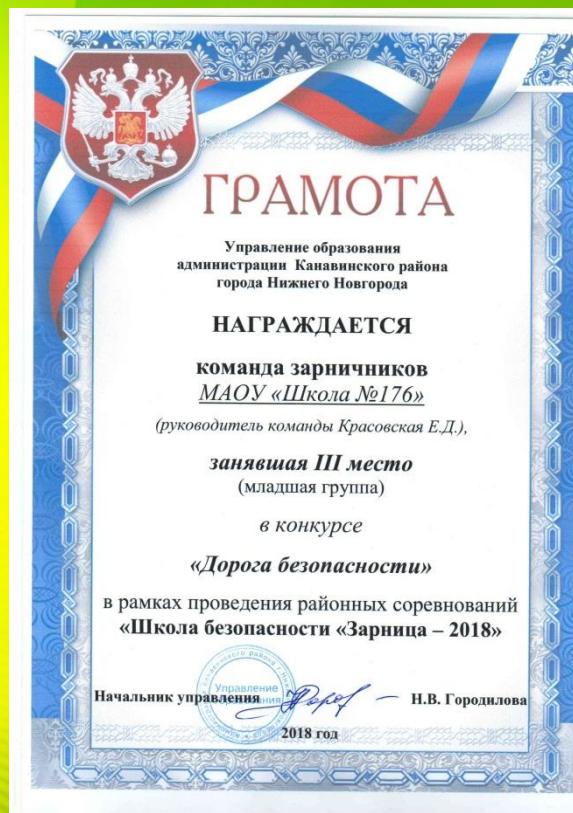 ГРАМОТА
Управление образования
администрации Канавинского района
города Нижнего Новгорода
НАГРАЖДАЕТСЯ
команда зарничников
МАОУ «Школа №176»
(руководитель команды Красовская Е.Д.),
занявшая III место
(младшая группа)
в конкурсе
«Дорога безопасности»
в рамках проведения районных соревнований
«Школа безопасности «Зарница – 2018»
Управление
Начальник управления Н.В. Городилова
2018 год